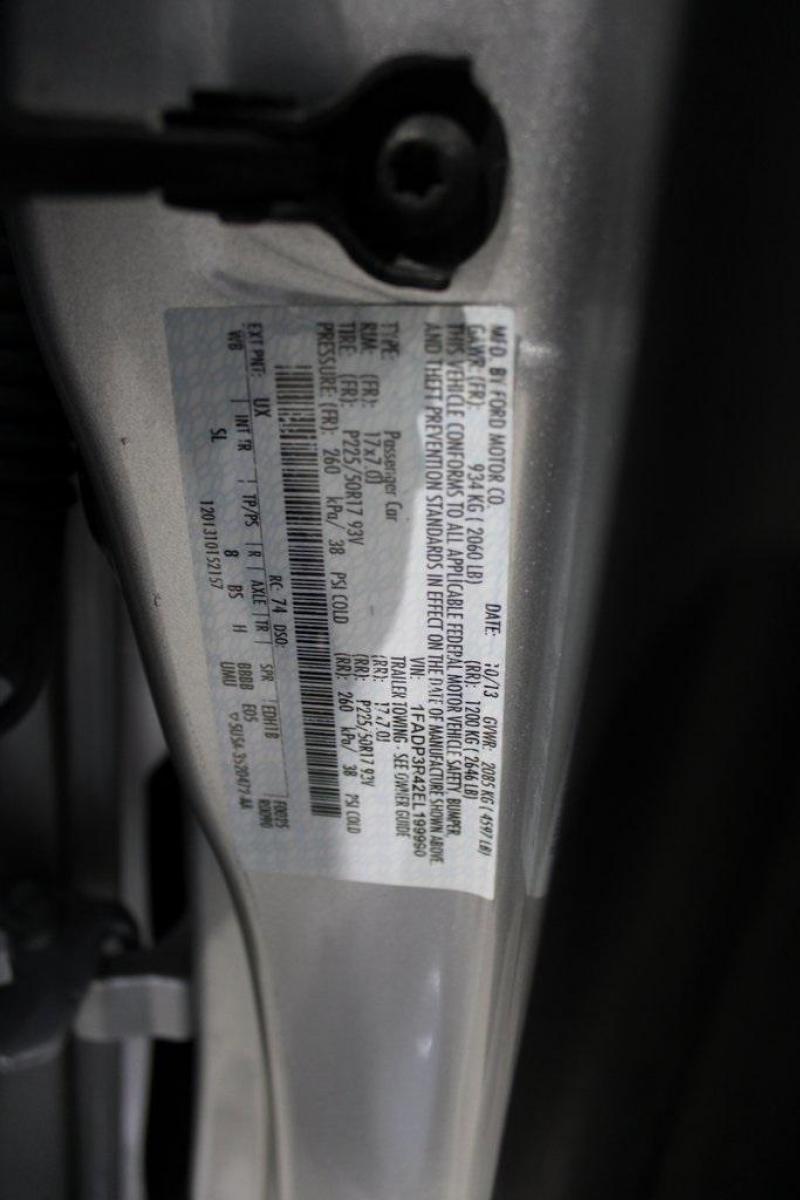 MFD. BY FORD MOTOR CO.
DATE: 10/13 GVWR: 2085 KG ( 4597 LB)
GAWR: (FR): 934 KG ( 2060 LB) (RR): 1200 KG ( 2646 LB)
THIS VEHICLE CONFORMS TO ALL APPLICABLE FEDERAL MOTOR VEHICLE SAFETY, BUMPER,
AND THEFT PREVENTION STANDARDS IN EFFECT ON THE DATE OF MANUFACTURE SHOWN ABOVE.
VIN:
TYPE: Passenger Car TRAILER TOWING - SEE OWNER GUIDE
RIM: (FR): 17x7.0J (RR): 17x7.0J
TIRE: (FR): P225/50R17 93V (RR): P225/50R17 93V
PRESSURE: (FR): 260 kPa/ 38 PSI COLD (RR): 260 kPa/ 38 PSI COLD
RC: 74 DSO:
EXT PNT: UX
WB INT TR TP/PS R AXLE TR SPR EDH1B
SL 8 BS H BBBB EDS
UMU
1201310152157